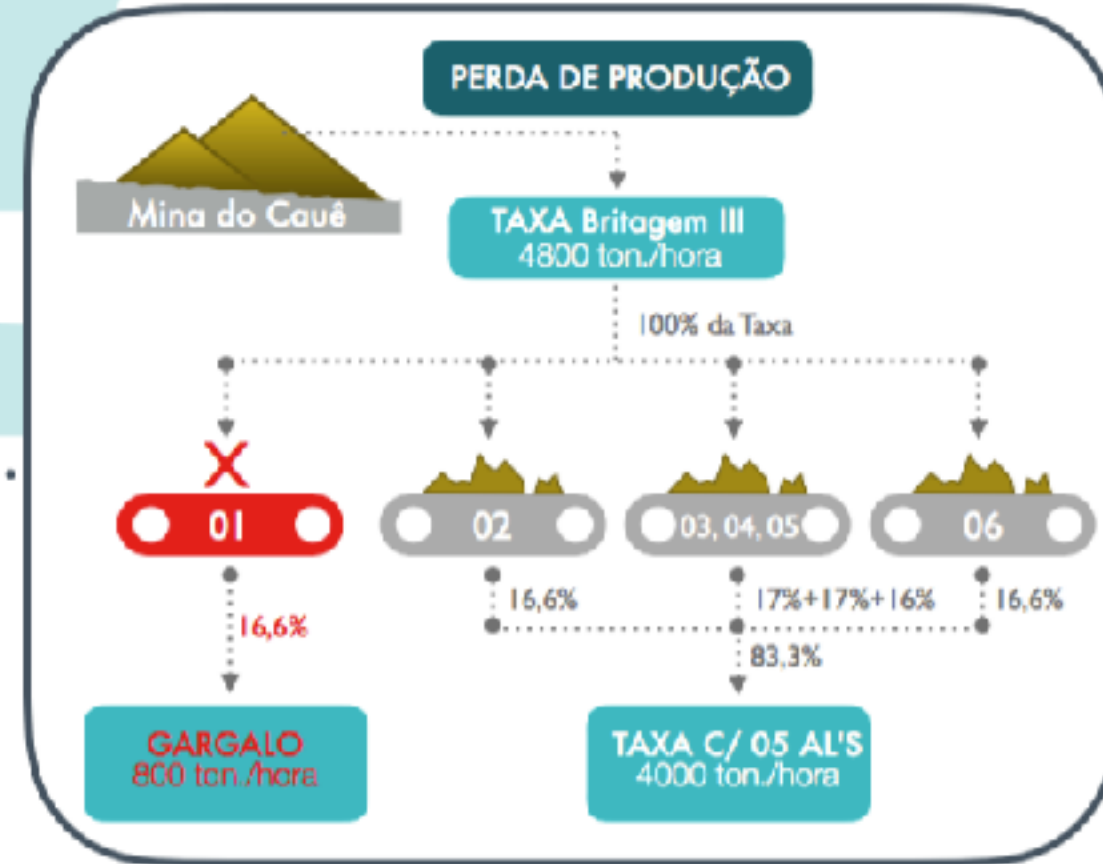 PERDA DE PRODUÇÃO
Mina do Cauê
TAXA Britagem III
4800 ton./hora
100% da Taxa
X
01
02
03, 04, 05
06
16,6%
16,6%
17%+17%+16%
16,6%
83,3%
GARGALO
800 ton./hora
TAXA C/ 05 AL'S
4000 ton./hora